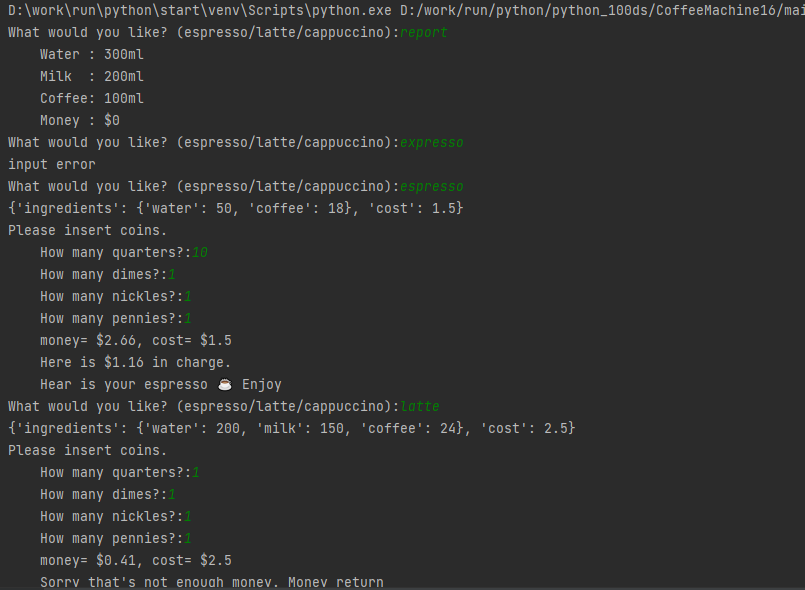 D:\work\run\python\start\venv\Scripts\python.exe D:/work/run/python/python_100ds/CoffeeMachine16/mai
What would you like? (espresso/latte/cappuccino):report
    Water : 300ml
    Milk  : 200ml
    Coffee: 100ml
    Money : $0
What would you like? (espresso/latte/cappuccino):expresso
input error
What would you like? (espresso/latte/cappuccino):espresso
{'ingredients': {'water': 50, 'coffee': 18}, 'cost': 1.5}
Please insert coins.
    How many quarters?:10
    How many dimes?:1
    How many nickles?:1
    How many pennies?:1
    money= $2.66, cost= $1.5
    Here is $1.16 in charge.
    Hear is your espresso ☕ Enjoy
What would you like? (espresso/latte/cappuccino):latte
{'ingredients': {'water': 200, 'milk': 150, 'coffee': 24}, 'cost': 2.5}
Please insert coins.
    How many quarters?:1
    How many dimes?:1
    How many nickles?:1
    How many pennies?:1
    money= $0.41, cost= $2.5
    Sorry that's not enough money. Money return